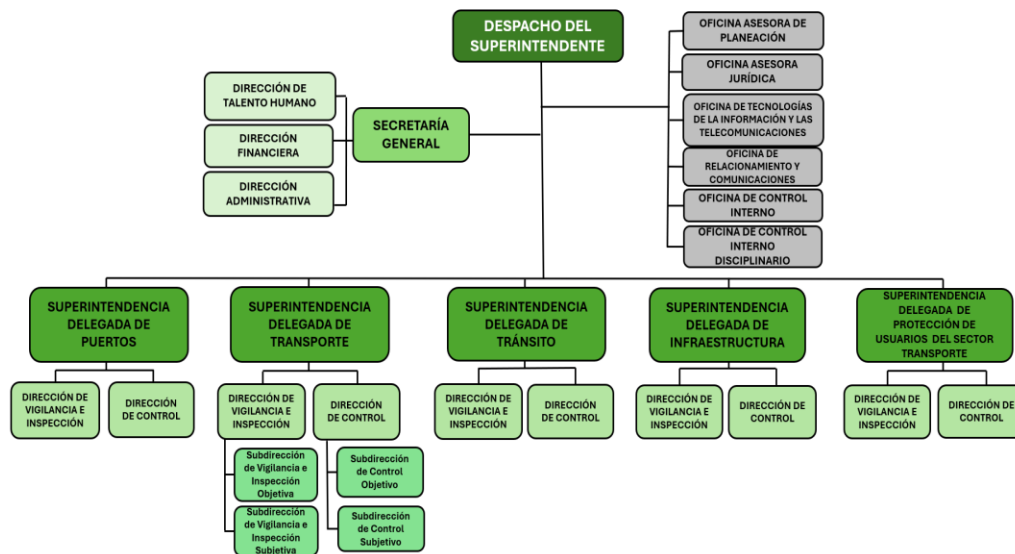 DESPACHO DEL
SUPERINTENDENTE
OFICINA ASESORA
DE PLANEACIÓN
OFICINA ASESORA
JURÍDICA
OFICINA DE TECNOLOGÍAS
DE LA INFORMACIÓN Y LAS
TELECOMUNICACIONES
OFICINA DE
RELACIONAMIENTO Y
COMUNICACIONES
OFICINA DE CONTROL
INTERNO
OFICINA DE CONTROL
INTERNO
DISCIPLINARIO
DIRECCIÓN DE
TALENTO HUMANO
DIRECCIÓN
FINANCIERA
DIRECCIÓN
ADMINISTRATIVA
SECRETARÍA
GENERAL
SUPERINTENDENCIA
DELEGADA DE
PUERTOS
SUPERINTENDENCIA
DELEGADA DE
TRANSPORTE
SUPERINTENDENCIA
DELEGADA DE
TRÁNSITO
SUPERINTENDENCIA
DELEGADA DE
INFRAESTRUCTURA
SUPERINTENDENCIA
DELEGADA DE
PROTECCIÓN DE
USUARIOS DEL SECTOR
TRANSPORTE
DIRECCIÓN DE
VIGILANCIA E
INSPECCIÓN
DIRECCIÓN
DE CONTROL
DIRECCIÓN DE
VIGILANCIA E
INSPECCIÓN
DIRECCIÓN
DE CONTROL
DIRECCIÓN DE
VIGILANCIA E
INSPECCIÓN
DIRECCIÓN
DE CONTROL
DIRECCIÓN DE
VIGILANCIA E
INSPECCIÓN
DIRECCIÓN
DE CONTROL
DIRECCIÓN DE
VIGILANCIA E
INSPECCIÓN
DIRECCIÓN DE
CONTROL
Subdirección
de Vigilancia e
Inspección
Objetiva
Subdirección
de Control
Objetivo
Subdirección
de Vigilancia e
Inspección
Subjetiva
Subdirección
de Control
Subjetivo